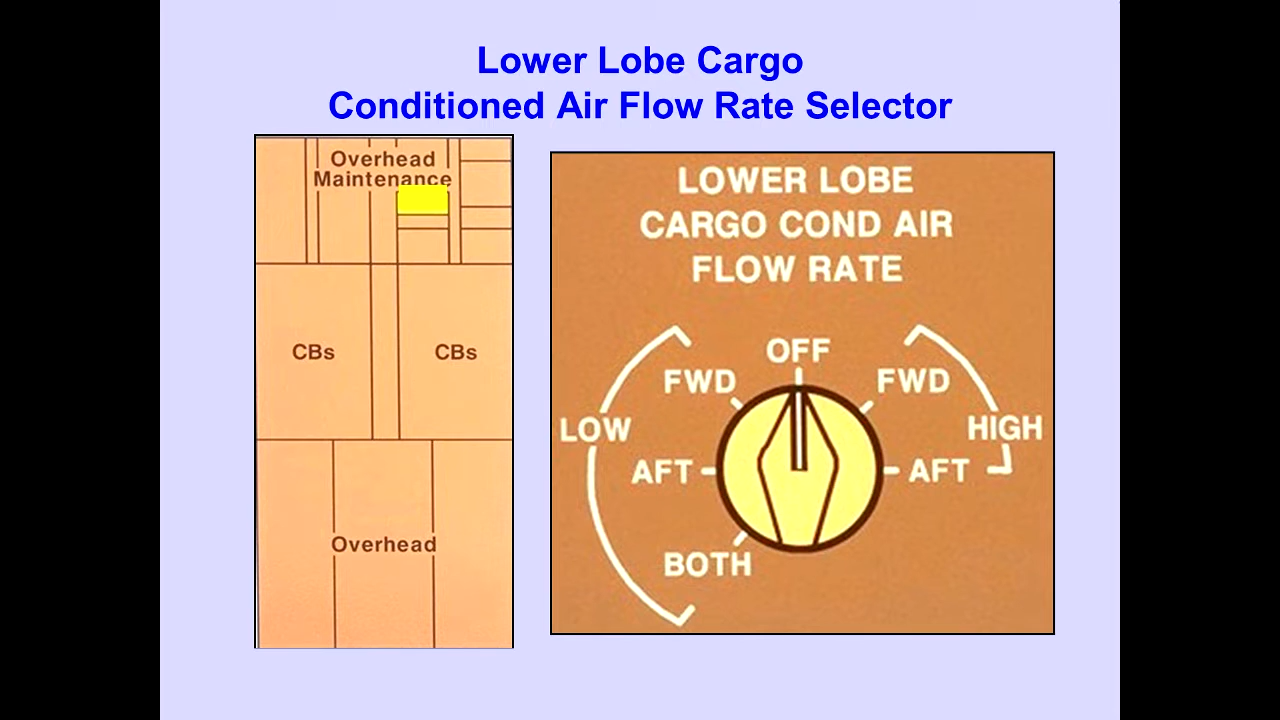 Lower Lobe Cargo
Conditioned Air Flow Rate Selector
Overhead
Maintenance
CBs CBs
Overhead
LOWER LOBE
CARGO COND AIR
FLOW RATE
OFF
FWD FWD
LOW HIGH
AFT AFT
BOTH